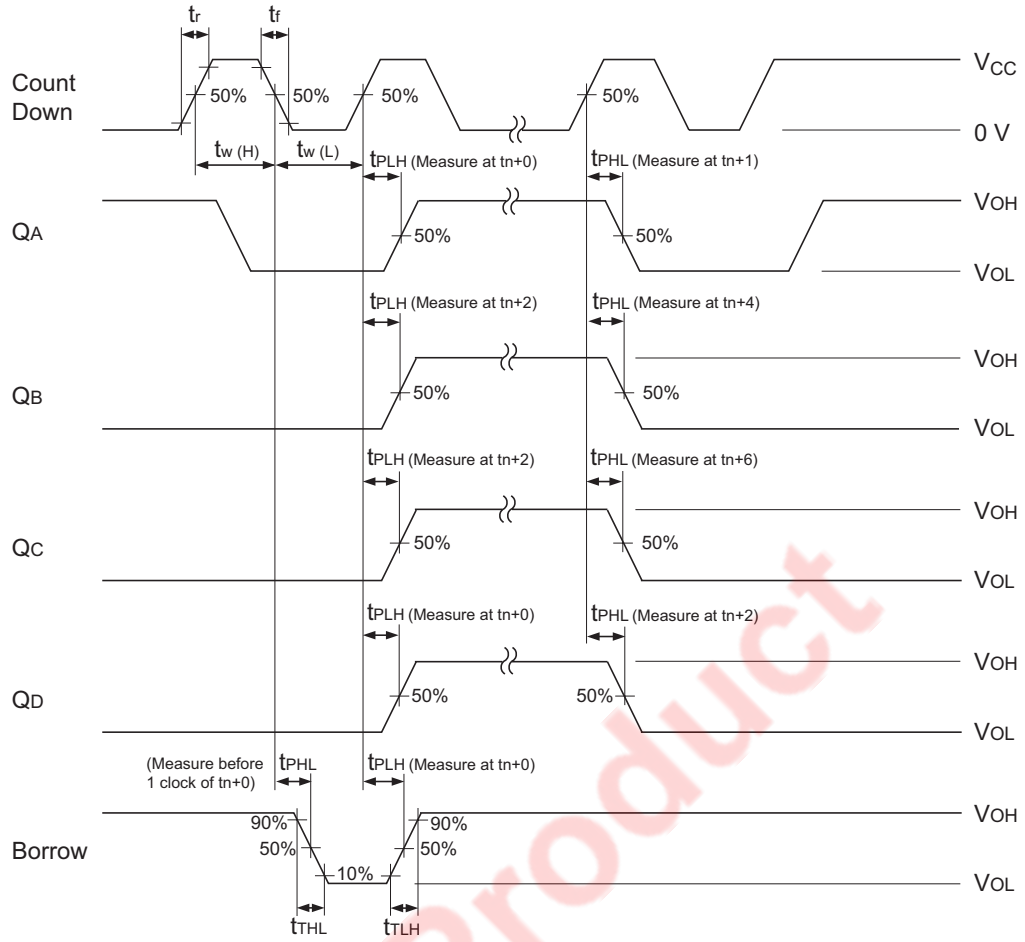 tr tf
Count Down
50% 50% 50% 50%
VCC
0 V
tw (H) tw (L)
tPLH (Measure at tn+0) tPHL (Measure at tn+1)
QA
50% 50%
VOH
VOL
tPLH (Measure at tn+2) tPHL (Measure at tn+4)
QB
50% 50%
VOH
VOL
tPLH (Measure at tn+2) tPHL (Measure at tn+6)
QC
50% 50%
VOH
VOL
tPLH (Measure at tn+0) tPHL (Measure at tn+2)
QD
50% 50%
VOH
VOL
(Measure before
1 clock of tn+0)
tPHL tPLH (Measure at tn+0)
Borrow
90% 90%
50% 50%
10%
VOH
VOL
tTHL tTLH
Product